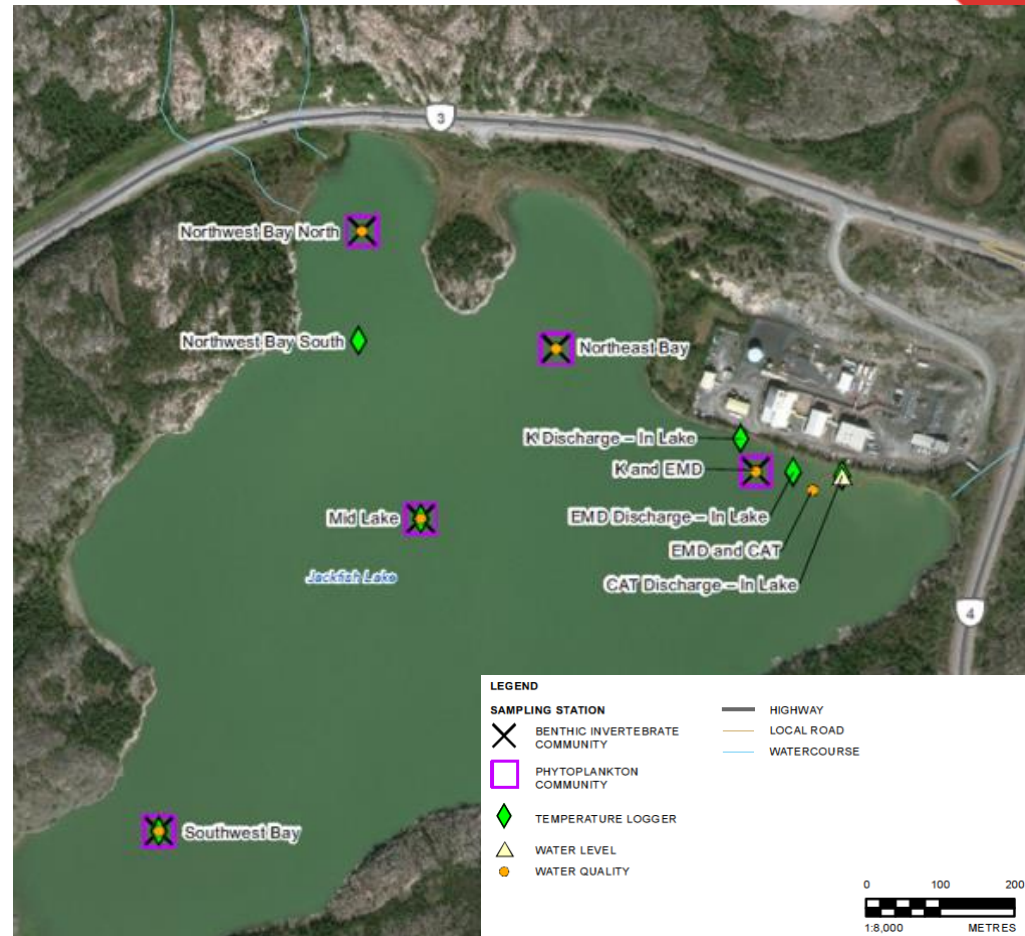 3
Northwest Bay North
Northwest Bay South
Northeast Bay
K Discharge – In Lake
K and EMD
EMD Discharge – In Lake
Mid Lake
EMD and CAT
Jackfish Lake
CAT Discharge – In Lake
4
Southwest Bay
LEGEND
SAMPLING STATION
BENTHIC INVERTEBRATE
COMMUNITY
PHYTOPLANKTON
COMMUNITY
TEMPERATURE LOGGER
WATER LEVEL
WATER QUALITY
HIGHWAY
LOCAL ROAD
WATERCOURSE
0 100 200
1:8,000 METRES